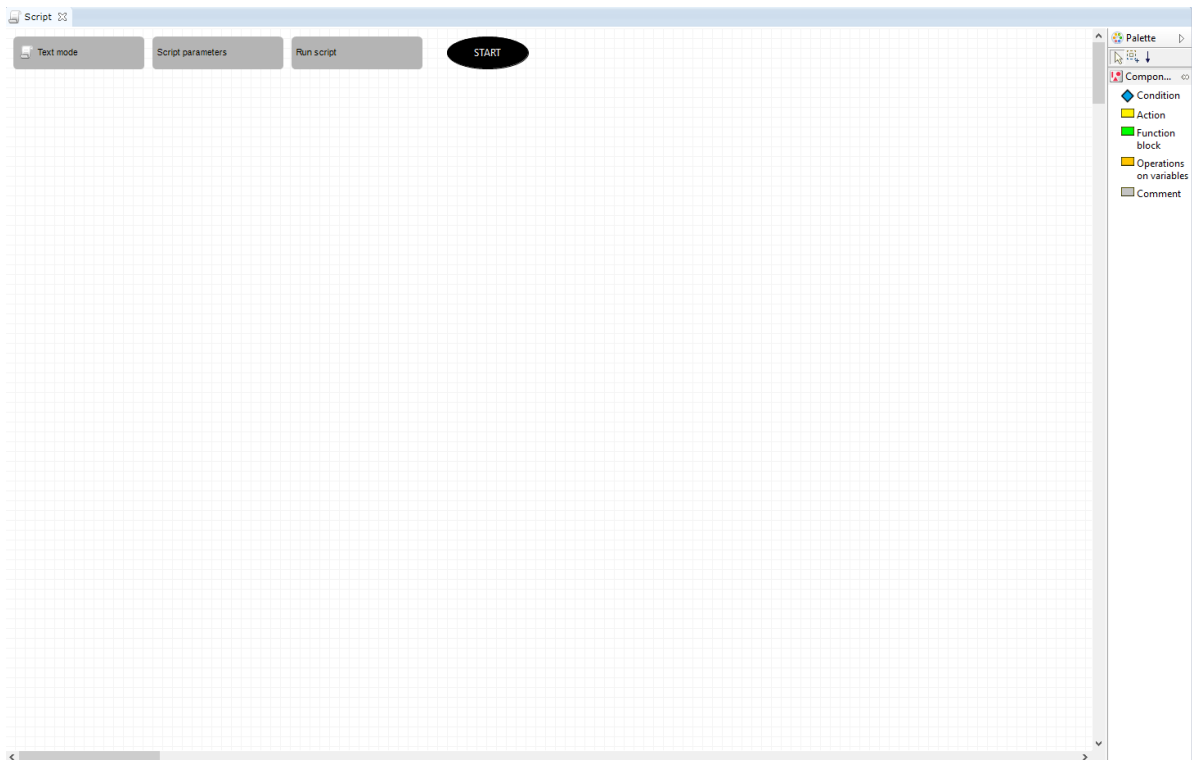 Script
Text mode
Script parameters
Run script
START
Palette
Compon...
Condition
Action
Function
block
Operations
on variables
Comment